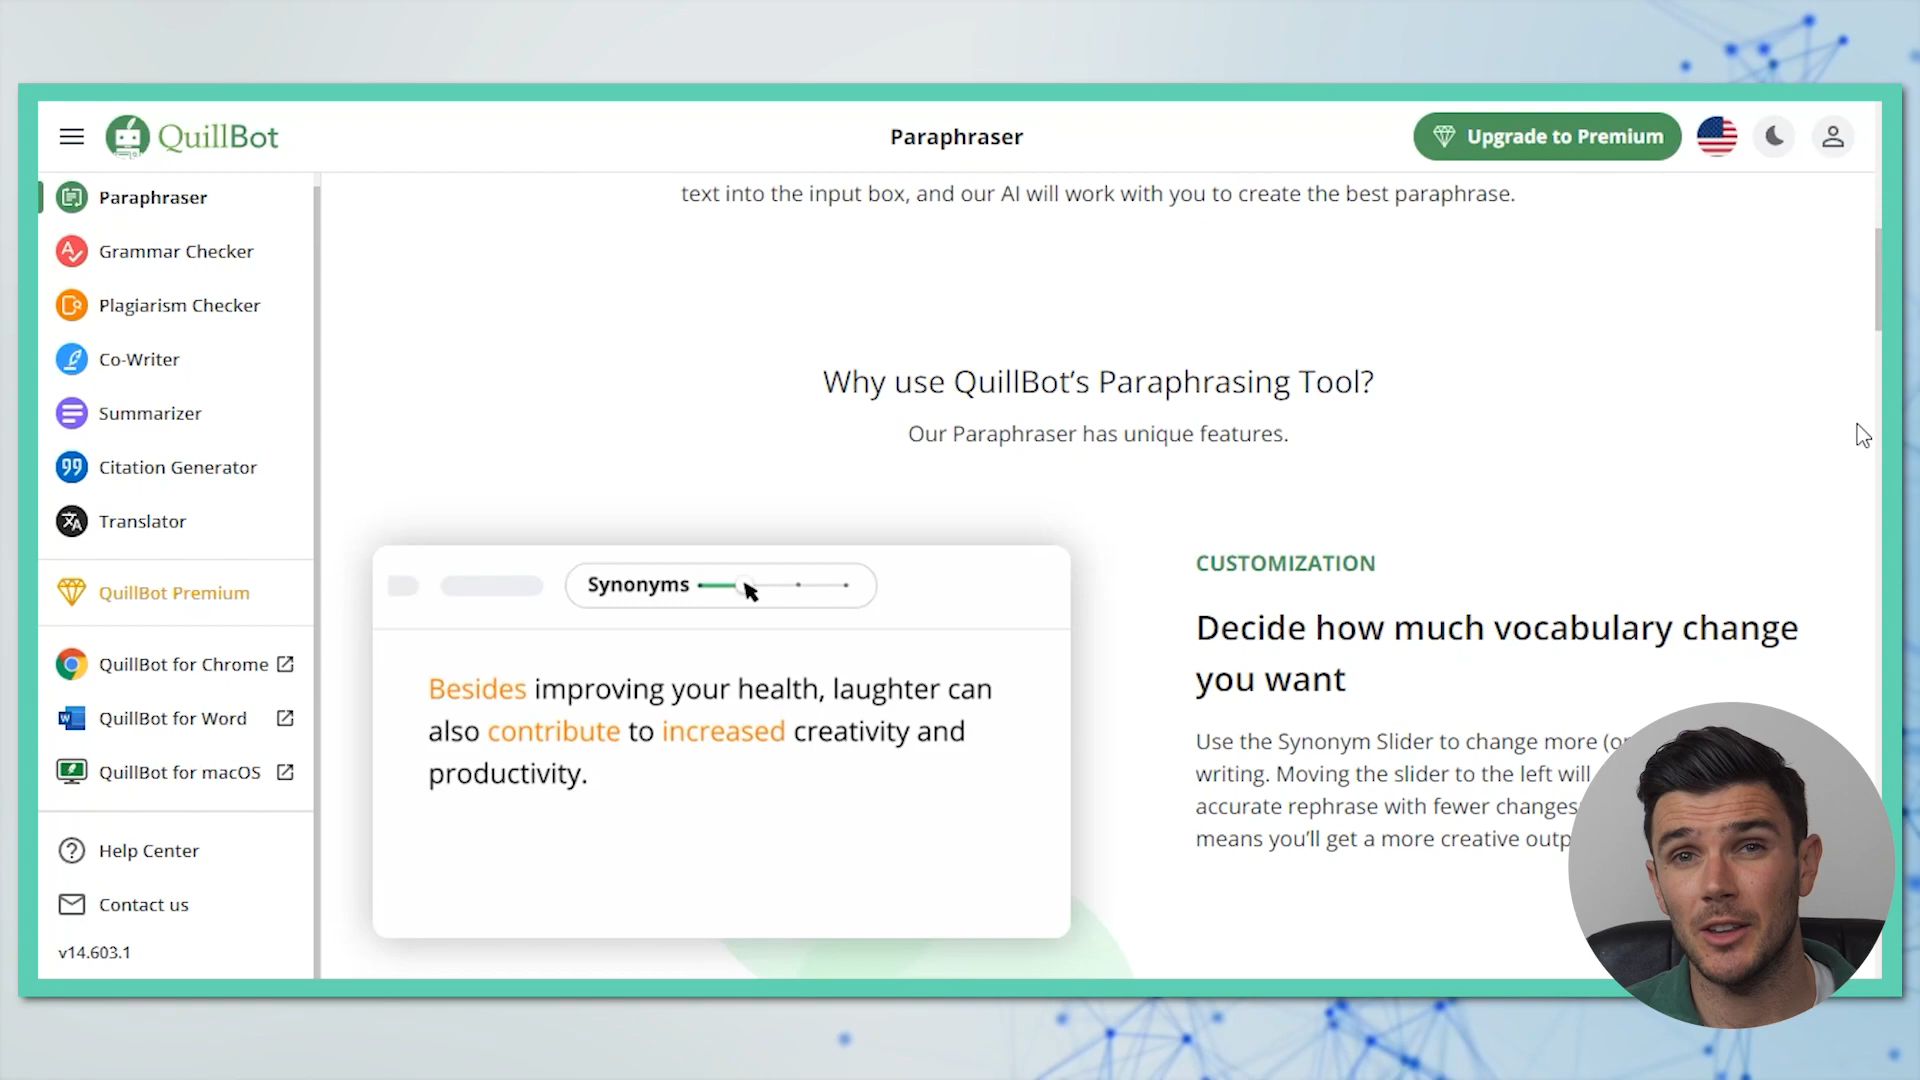 QuillBot
Paraphraser
Upgrade to Premium
Paraphraser
Grammar Checker
Plagiarism Checker
Co-Writer
Summarizer
Citation Generator
Translator
QuillBot Premium
QuillBot for Chrome
QuillBot for Word
QuillBot for macOS
Help Center
Contact us
v14.603.1
text into the input box, and our AI will work with you to create the best paraphrase.
Why use QuillBot’s Paraphrasing Tool?
Our Paraphraser has unique features.
Synonyms
Besides improving your health, laughter can
also contribute to increased creativity and
productivity.
CUSTOMIZATION
Decide how much vocabulary change
you want
Use the Synonym Slider to change more
writing. Moving the slider to the left will
accurate rephrase with fewer changes
means you’ll get a more creative